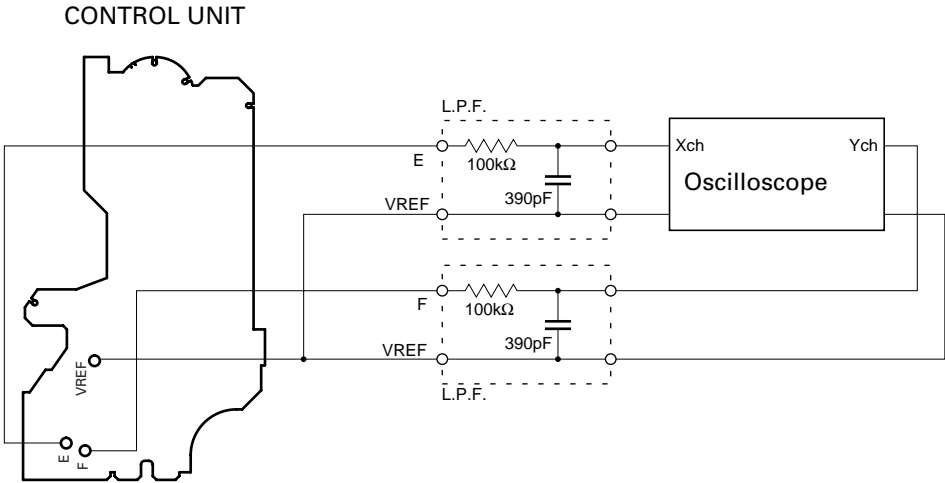 CONTROL UNIT
L.P.F.
E
100kΩ
390pF
VREF
Xch
Ych
Oscilloscope
F
100kΩ
390pF
VREF
L.P.F.
VREF
E
F